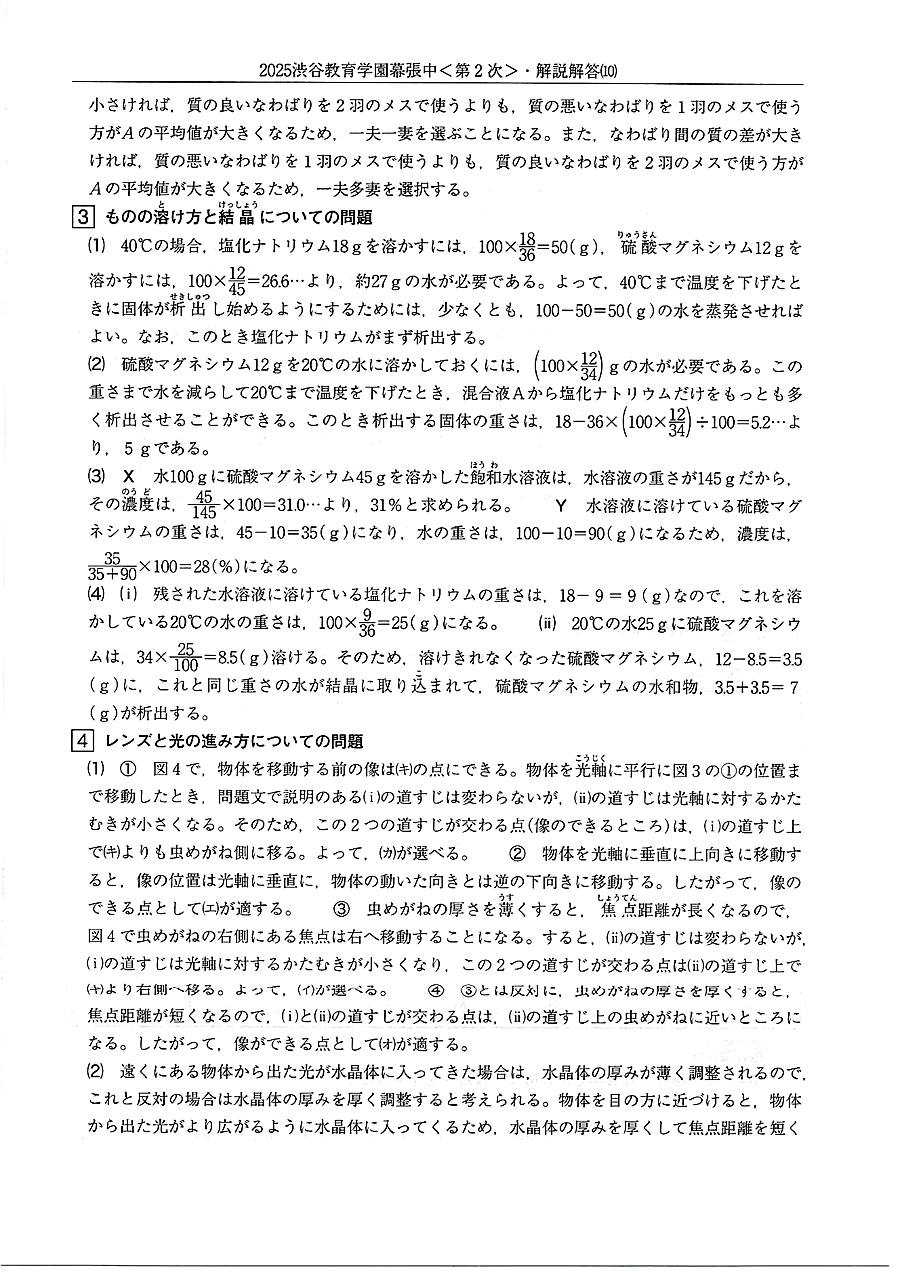 2025渋谷教育学園幕張中＜第２次＞・解説解答⑽
小さければ，質の良いなわばりを２羽のメスで使うよりも，質の悪いなわばりを１羽のメスで使う
方がAの平均値が大きくなるため，一夫一妻を選ぶことになる。また，なわばり間の質の差が大き
ければ，質の悪いなわばりを１羽のメスで使うよりも，質の良いなわばりを２羽のメスで使う方が
Aの平均値が大きくなるため，一夫多妻を選択する。
3 ものの溶け方と結晶についての問題
⑴ 40℃の場合，塩化ナトリウム18ｇを溶かすには，100×18/36=50(ｇ)，硫酸マグネシウム12ｇを
溶かすには，100×12/45=26.6…より，約27ｇの水が必要である。よって，40℃まで温度を下げたと
きに固体が析出し始めるようにするためには，少なくとも，100−50=50(ｇ)の水を蒸発させれば
よい。なお，このとき塩化ナトリウムがまず析出する。
⑵ 硫酸マグネシウム12ｇを20℃の水に溶かしておくには，(100×12/34)ｇの水が必要である。この
重さまで水を減らして20℃まで温度を下げたとき，混合液Ａから塩化ナトリウムだけをもっとも多
く析出させることができる。このとき析出する固体の重さは，18−36×(100×12/34)÷100=5.2…よ
り，５ｇである。
⑶ X 水100ｇに硫酸マグネシウム45ｇを溶かした飽和水溶液は，水溶液の重さが145ｇだから，
その濃度は，45/145×100=31.0…より，31％と求められる。 Y 水溶液に溶けている硫酸マグ
ネシウムの重さは，45−10=35(ｇ)になり，水の重さは，100−10=90(ｇ)になるため，濃度は，
35/35+90×100=28(％)になる。
⑷ (i) 残された水溶液に溶けている塩化ナトリウムの重さは，18−９=９(ｇ)なので，これを溶
かしている20℃の水の重さは，100×9/36=25(ｇ)になる。 (ii) 20℃の水25ｇに硫酸マグネシウ
ムは，34×25/100=8.5(ｇ)溶ける。そのため，溶けきれなくなった硫酸マグネシウム，12−8.5=3.5
(ｇ)に，これと同じ重さの水が結晶に取り込まれて，硫酸マグネシウムの水和物，3.5+3.5=７
(ｇ)が析出する。
4 レンズと光の進み方についての問題
⑴ ① 図４で，物体を移動する前の像は(キ)の点にできる。物体を光軸に平行に図３の①の位置ま
で移動したとき，問題文で説明のある(i)の道すじは変わらないが，(ii)の道すじは光軸に対するかた
むきが小さくなる。そのため，この２つの道すじが交わる点(像のできるところ)は，(i)の道すじ上
で(キ)よりも虫めがね側に移る。よって，(カ)が選べる。 ② 物体を光軸に垂直に上向きに移動す
ると，像の位置は光軸に垂直に，物体の動いた向きとは逆の下向きに移動する。したがって，像の
できる点として(エ)が適する。 ③ 虫めがねの厚さを薄くすると，焦点距離が長くなるので，
図４で虫めがねの右側にある焦点は右へ移動することになる。すると，(ii)の道すじは変わらないが，
(i)の道すじは光軸に対するかたむきが小さくなり，この２つの道すじが交わる点は(ii)の道すじ上で
(キ)より右側へ移る。よって，(イ)が選べる。 ④ ③とは反対に，虫めがねの厚さを厚くすると，
焦点距離が短くなるので，(i)と(ii)の道すじが交わる点は，(ii)の道すじ上の虫めがねに近いところに
なる。したがって，像ができる点として(オ)が適する。
⑵ 遠くにある物体から出た光が水晶体に入ってきた場合は，水晶体の厚みが薄く調整されるので，
これと反対の場合は水晶体の厚みを厚く調整すると考えられる。物体を目の方に近づけると，物体
から出た光がより広がるように水晶体に入ってくるため，水晶体の厚みを厚くして焦点距離を短く